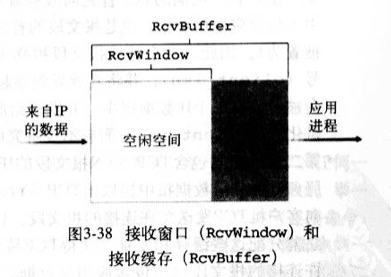 RcvBuffer
RcvWindow
来自IP
的数据
空闲空间
应用
进程
图3-38 接收窗口(RcvWindow)和
接收缓存(RcvBuffer)